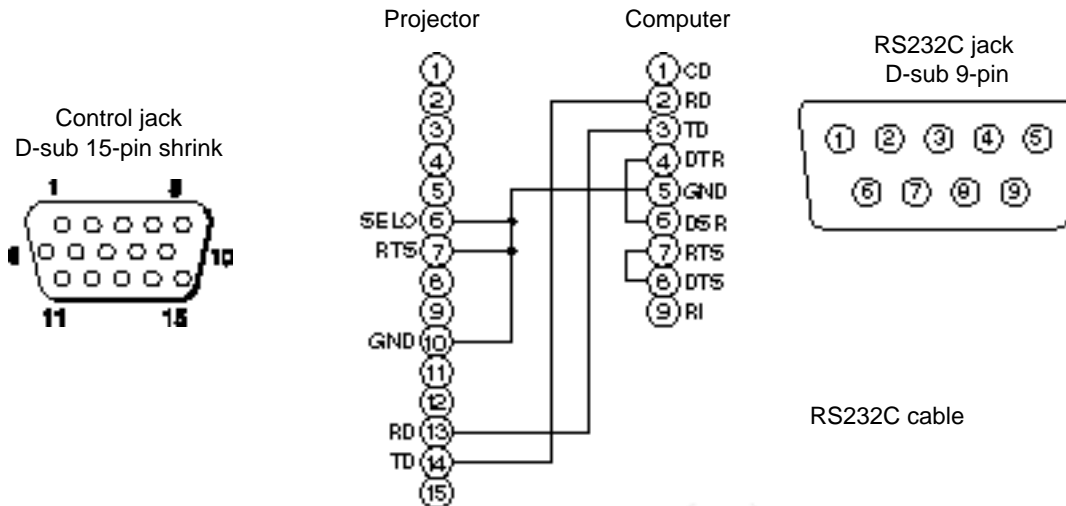 Projector
Computer
Control jack
D-sub 15-pin shrink
1
5
6
10
11
15
1
2
3
4
5
SELO 6
RTS 7
8
9
GND 10
11
12
RD 13
TD 14
15
1 CD
2 RD
3 TD
4 DTR
5 GND
6 DSR
7 RTS
8 DTS
9 RI
RS232C jack
D-sub 9-pin
1 2 3 4 5
6 7 8 9
RS232C cable